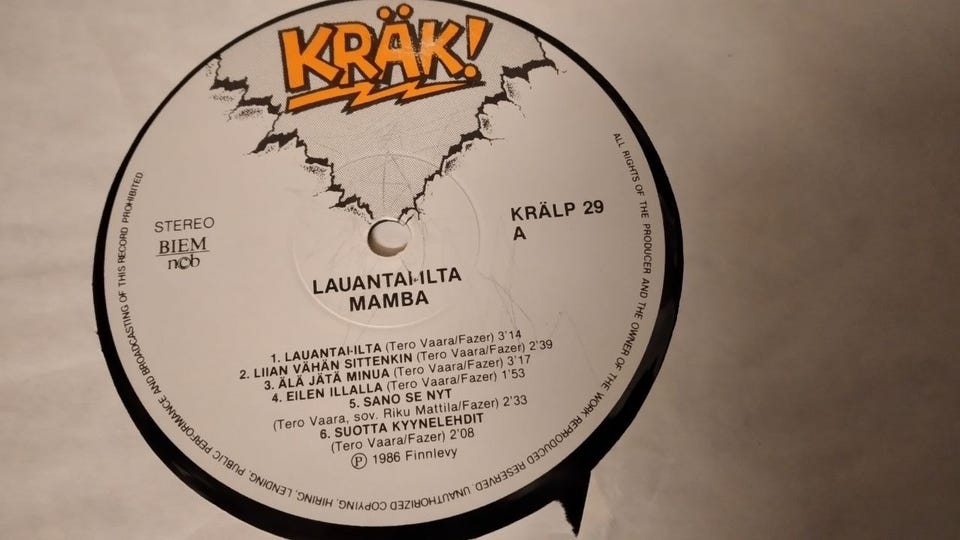 KRÄK!
STEREO
BIEM
ncb
KRÄLP 29
A
LAUANTAI-ILTA
MAMBA
1. LAUANTAI-ILTA (Tero Vaara/Fazer) 3'14
2. LIIAN VÄHÄN SITTENKIN (Tero Vaara/Fazer) 2'39
3. ÄLÄ JÄTÄ MINUA (Tero Vaara/Fazer) 3'17
4. EILEN ILLALLA (Tero Vaara/Fazer) 1'53
5. SANO SE NYT
(Tero Vaara, sov. Riku Mattila/Fazer) 2'33
6. SUOTTA KYYNELEHDIT
(Tero Vaara/Fazer) 2'08
Ⓟ 1986 Finnlevy
ALL RIGHTS OF THE PRODUCER AND THE OWNER OF THE WORK REPRODUCED RESERVED. UNAUTHORIZED COPYING, HIRING, LENDING, PUBLIC PERFORMANCE AND BROADCASTING OF THIS RECORD PROHIBITED